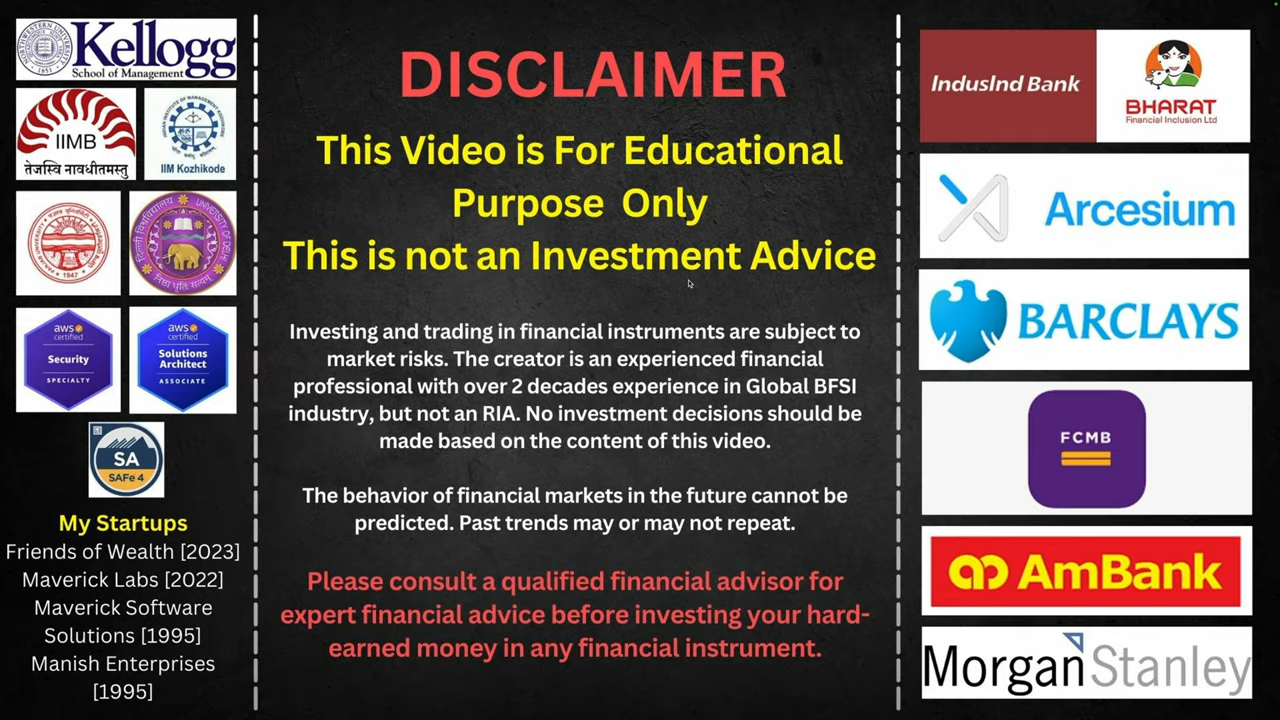 Kellogg
School of Management
IIMB
तेजस्वि नावधीतमस्तु
IIM Kozhikode
1947
aws
certified
Security
SPECIALTY
aws
certified
Solutions
Architect
ASSOCIATE
SA
SAFe 4
My Startups
Friends of Wealth [2023]
Maverick Labs [2022]
Maverick Software
Solutions [1995]
Manish Enterprises
[1995]
DISCLAIMER
This Video is For Educational
Purpose Only
This is not an Investment Advice
Investing and trading in financial instruments are subject to
market risks. The creator is an experienced financial
professional with over 2 decades experience in Global BFSI
industry, but not an RIA. No investment decisions should be
made based on the content of this video.
The behavior of financial markets in the future cannot be
predicted. Past trends may or may not repeat.
Please consult a qualified financial advisor for
expert financial advice before investing your hard-
earned money in any financial instrument.
IndusInd Bank
BHARAT
Financial Inclusion Ltd
Arcesium
BARCLAYS
FCMB
AmBank
Morgan Stanley